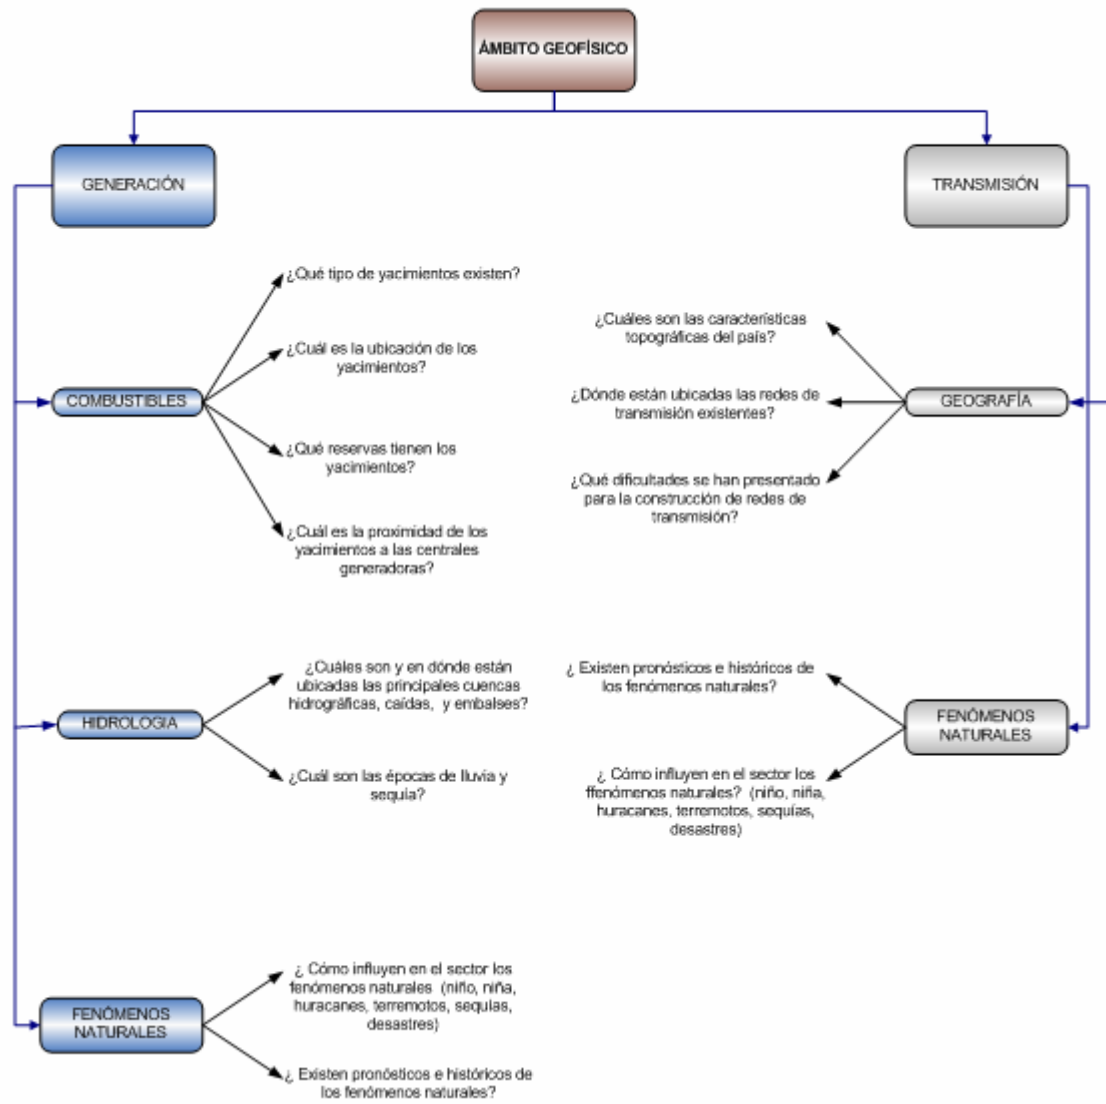 ÁMBITO GEOFÍSICO
GENERACIÓN
TRANSMISIÓN
¿Qué tipo de yacimientos existen?
¿Cuál es la ubicación de los
yacimientos?
COMBUSTIBLES
¿Qué reservas tienen los
yacimientos?
¿Cuál es la proximidad de los
yacimientos a las centrales
generadoras?
¿Cuáles son las características
topográficas del país?
¿Dónde están ubicadas las redes de
transmisión existentes?
GEOGRAFÍA
¿Qué dificultades se han presentado
para la construcción de redes de
transmisión?
¿Cuáles son y en dónde están
ubicadas las principales cuencas
hidrográficas, caídas, y embalses?
HIDROLOGIA
¿Cuál son las épocas de lluvia y
sequía?
¿ Existen pronósticos e históricos de
los fenómenos naturales?
FENÓMENOS
NATURALES
¿ Cómo influyen en el sector los
ffenómenos naturales? (niño, niña,
huracanes, terremotos, sequías,
desastres)
¿ Cómo influyen en el sector los
fenómenos naturales (niño, niña,
huracanes, terremotos, sequías,
desastres)
FENÓMENOS
NATURALES
¿ Existen pronósticos e históricos de
los fenómenos naturales?